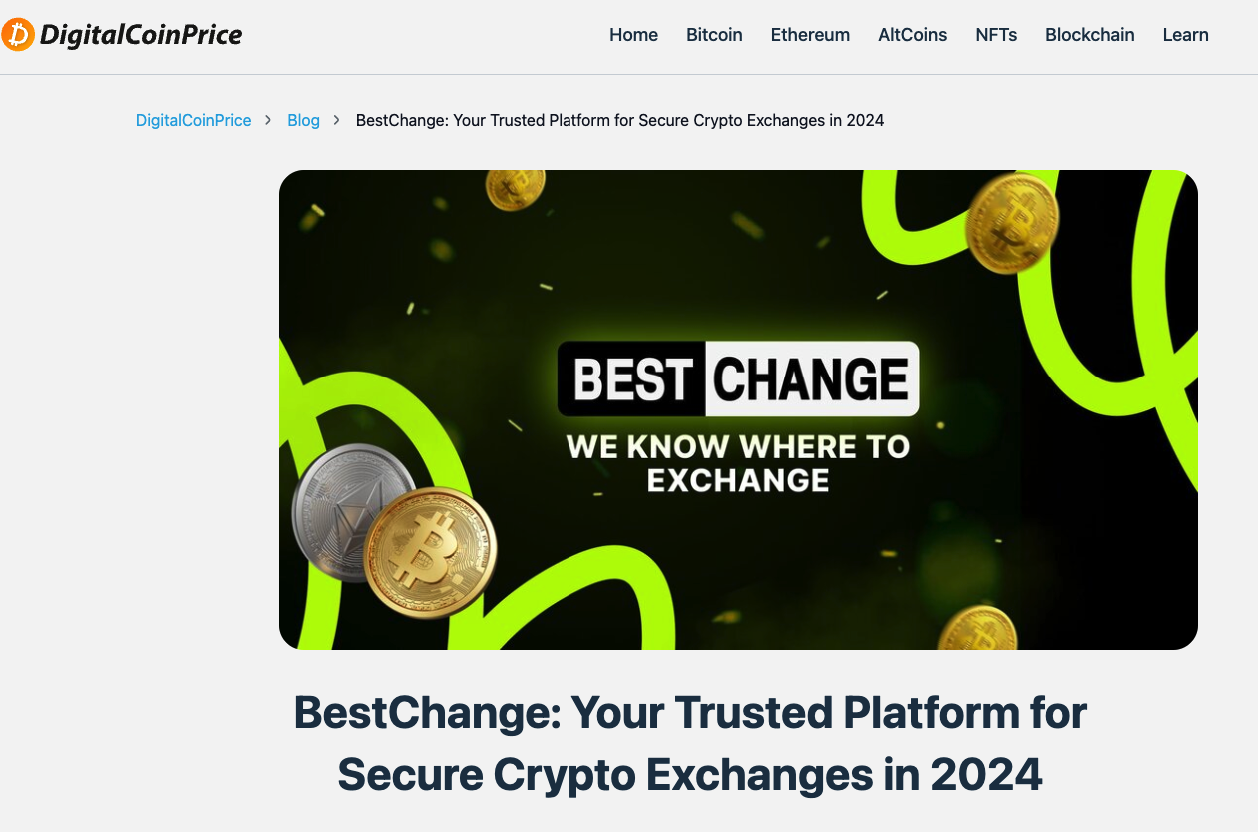 DigitalCoinPrice
Home Bitcoin Ethereum AltCoins NFTs Blockchain Learn
DigitalCoinPrice > Blog > BestChange: Your Trusted Platform for Secure Crypto Exchanges in 2024
BEST CHANGE
WE KNOW WHERE TO
EXCHANGE
BestChange: Your Trusted Platform for
Secure Crypto Exchanges in 2024